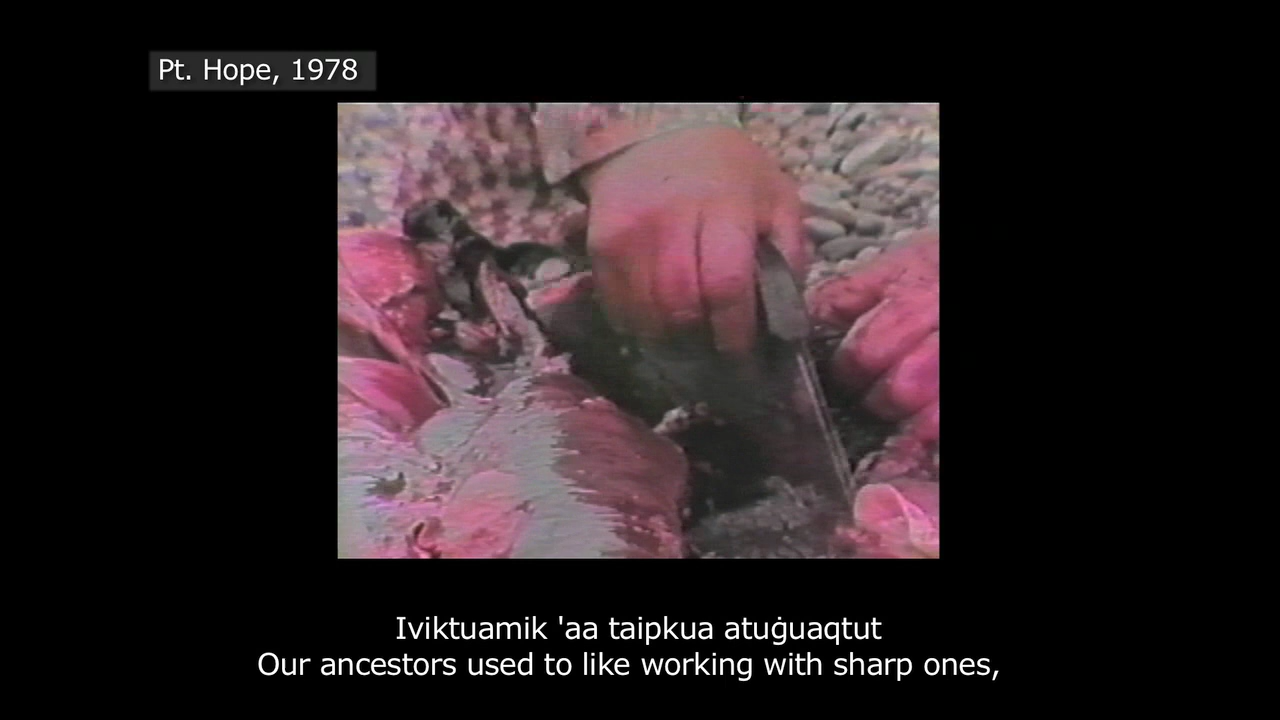 Pt. Hope, 1978
Iviktuamik 'aa taipkua atuġuaqtut
Our ancestors used to like working with sharp ones,